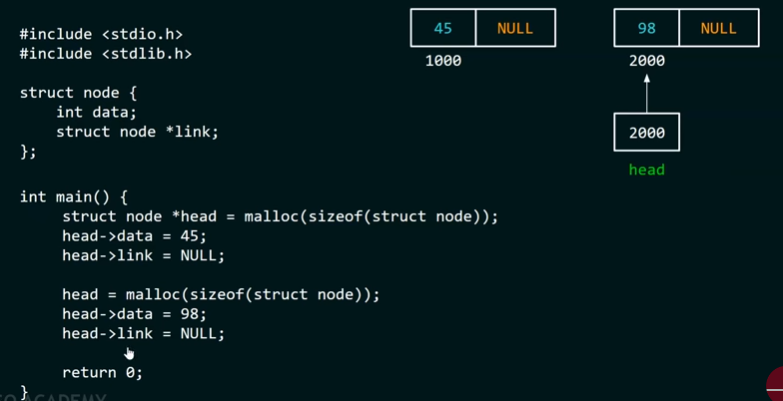 #include <stdio.h>
#include <stdlib.h>
struct node {
int data;
struct node *link;
};
int main() {
struct node *head = malloc(sizeof(struct node));
head->data = 45;
head->link = NULL;
head = malloc(sizeof(struct node));
head->data = 98;
head->link = NULL;
return 0;
}
45 NULL
1000
98 NULL
2000
2000
head
ACADEMY